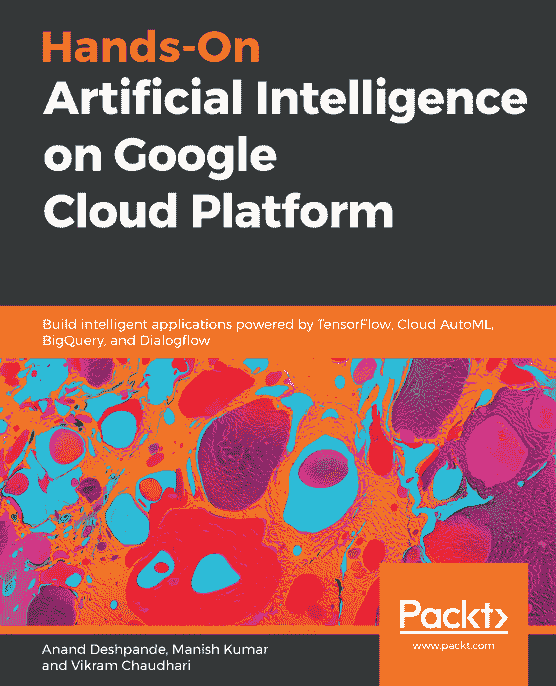 Hands-On
Artificial Intelligence
on Google
Cloud Platform
Build intelligent applications powered by TensorFlow, Cloud AutoML,
BigQuery, and Dialogflow
Packt>
www.packt.com
Anand Deshpande, Manish Kumar
and Vikram Chaudhari